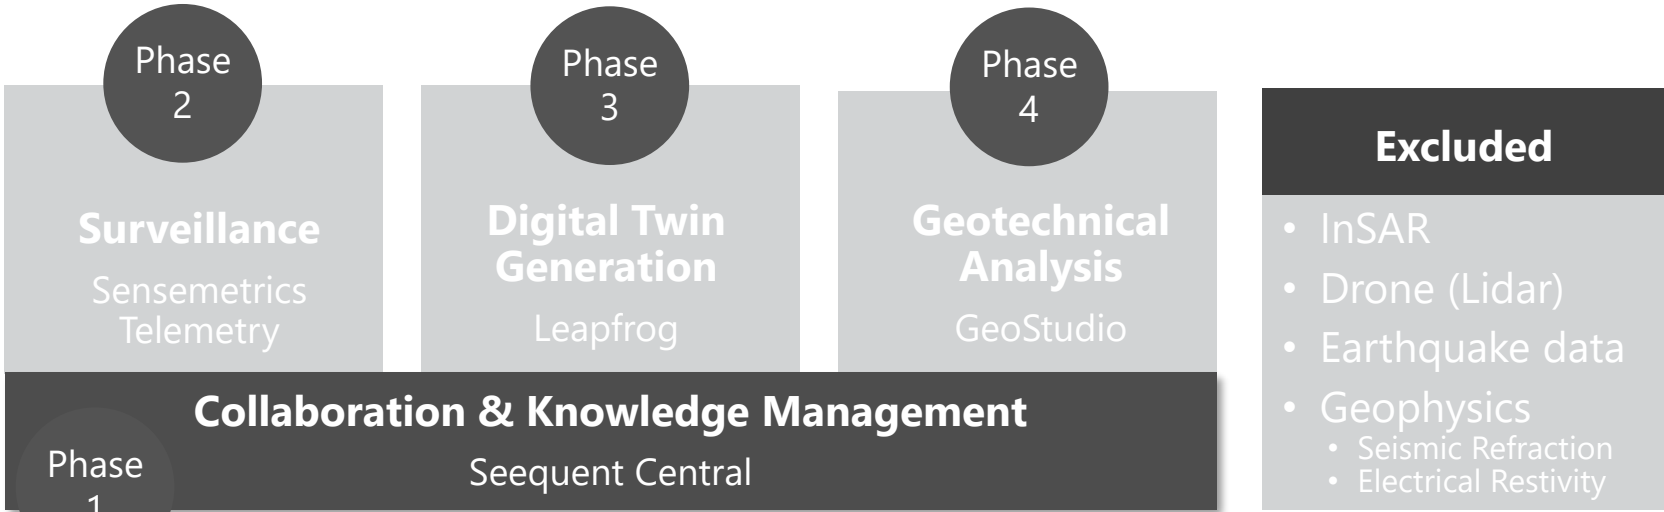 Phase
2
Surveillance
Sensemetrics
Telemetry
Phase
3
Digital Twin
Generation
Leapfrog
Phase
4
Geotechnical
Analysis
GeoStudio
Collaboration & Knowledge Management
Seequent Central
Phase
1
Excluded
• InSAR
• Drone (Lidar)
• Earthquake data
• Geophysics
• Seismic Refraction
• Electrical Restivity